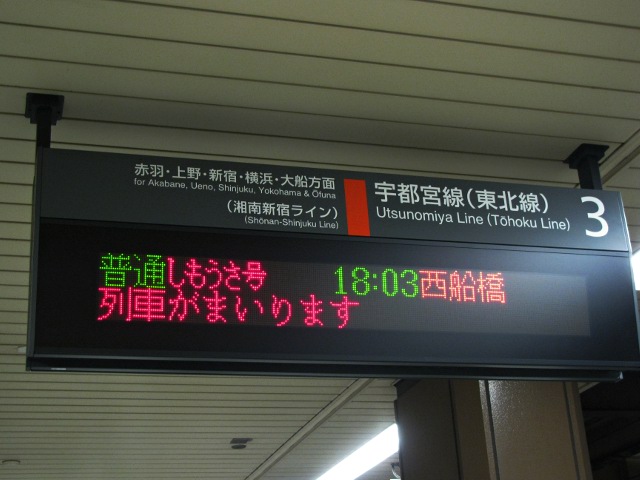 赤羽・上野・新宿・横浜・大船方面
for Akabane, Ueno, Shinjuku, Yokohama & Ōfuna
(湘南新宿ライン)
(Shōnan-Shinjuku Line)
宇都宮線(東北線)
Utsunomiya Line (Tōhoku Line)
3
普通しもうさ号 18:03西船橋
列車がまいります